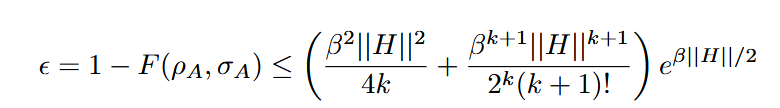 ϵ = 1 − F(ρ_A, σ_A) ≤ ( β²||H||² / 4k + β^{k+1}||H||^{k+1} / 2^k(k + 1)! ) e^{β||H||/2}